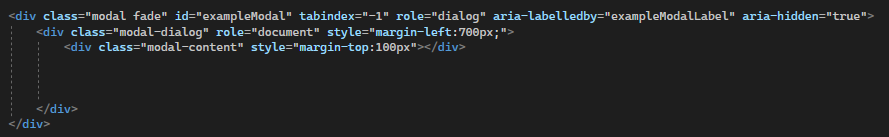 <div class="modal fade" id="exampleModal" tabindex="-1" role="dialog" aria-labelledby="exampleModalLabel" aria-hidden="true">
<div class="modal-dialog" role="document" style="margin-left:700px;">
<div class="modal-content" style="margin-top:100px"></div>
</div>
</div>